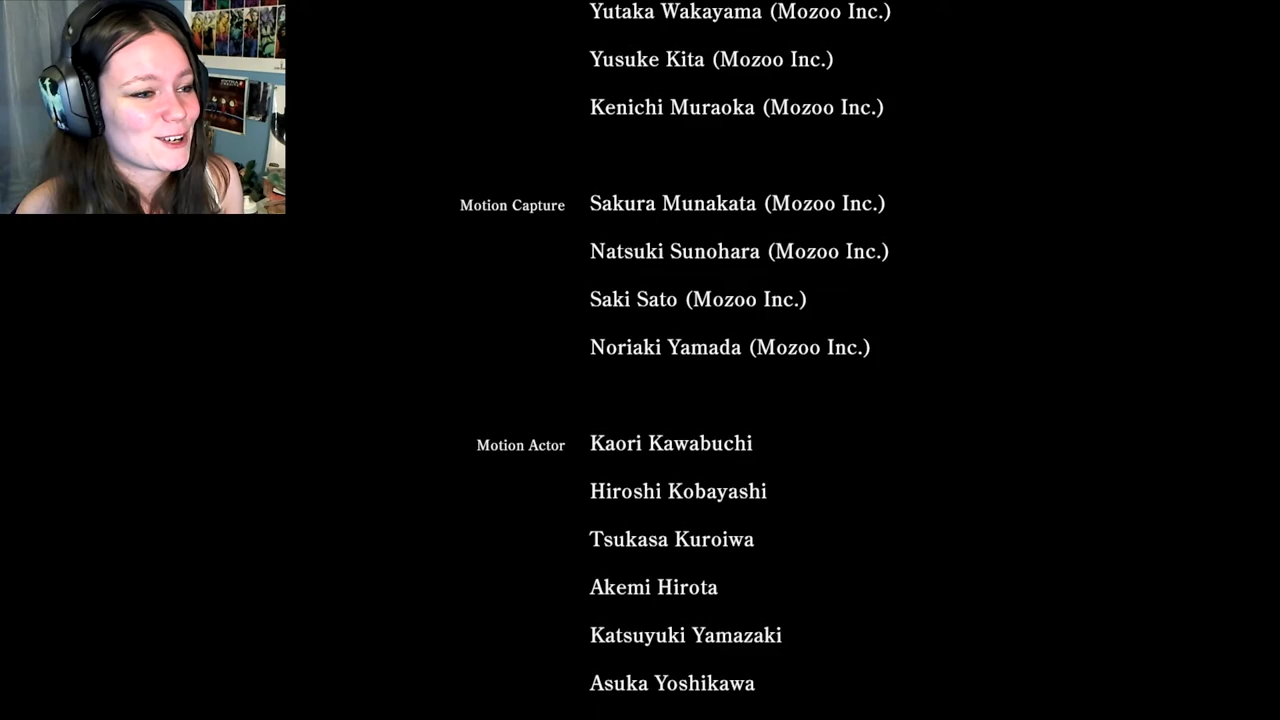 Yutaka Wakayama (Mozoo Inc.)
Yusuke Kita (Mozoo Inc.)
Kenichi Muraoka (Mozoo Inc.)
Motion Capture Sakura Munakata (Mozoo Inc.)
Natsuki Sunohara (Mozoo Inc.)
Saki Sato (Mozoo Inc.)
Noriaki Yamada (Mozoo Inc.)
Motion Actor Kaori Kawabuchi
Hiroshi Kobayashi
Tsukasa Kuroiwa
Akemi Hirota
Katsuyuki Yamazaki
Asuka Yoshikawa